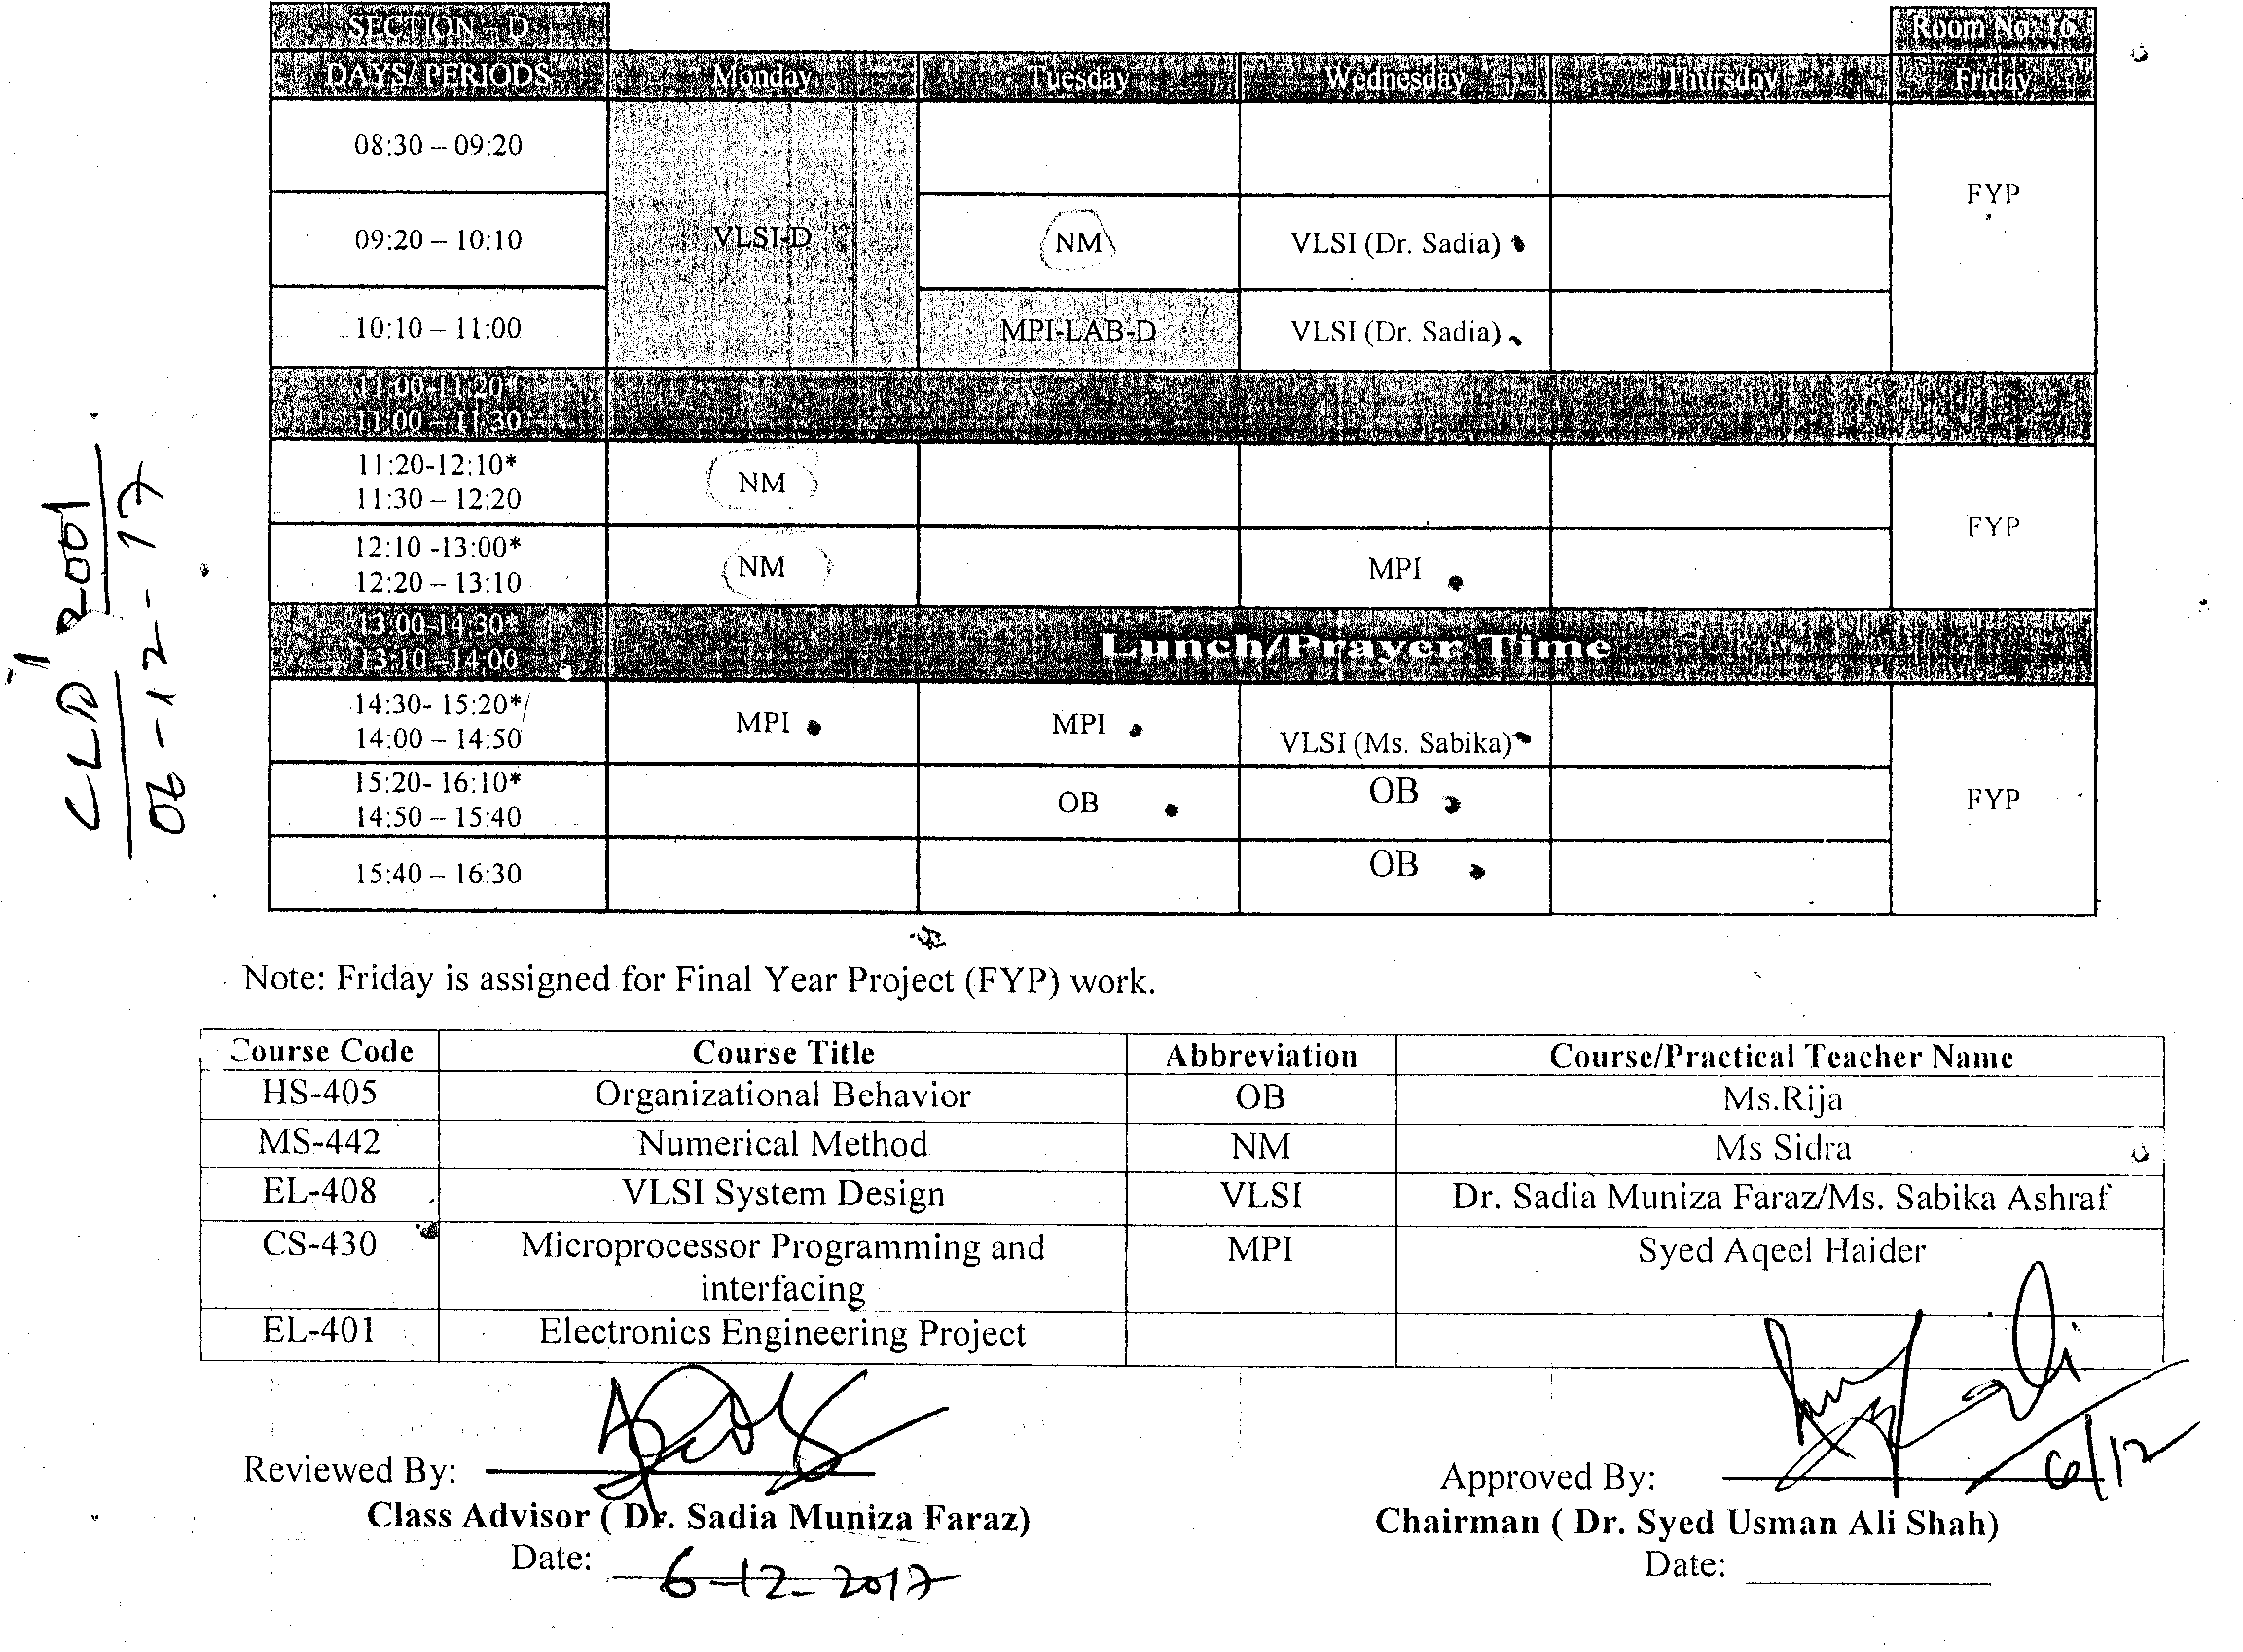 SECTION – D
Room No: 16
DAYS/ PERIODS Monday Tuesday Wednesday Thursday Friday
08:30 – 09:20
FYP
09:20 – 10:10 VLSI-D NM VLSI (Dr. Sadia)
10:10 – 11:00 MPI-LAB-D VLSI (Dr. Sadia)
11:00-11:20*
11:00 – 11:30
11:20-12:10*
11:30 – 12:20
NM
FYP
12:10 -13:00*
12:20 – 13:10
NM MPI
13:00-14:30*
13:10 -14:00
Lunch/Prayer Time
14:30- 15:20*/
14:00 – 14:50
MPI MPI VLSI (Ms. Sabika)
15:20- 16:10*
14:50 – 15:40
OB OB FYP
15:40 – 16:30 OB
CLD 2001
06-12-17
Note: Friday is assigned for Final Year Project (FYP) work.
Course Code Course Title Abbreviation Course/Practical Teacher Name
HS-405 Organizational Behavior OB Ms.Rija
MS-442 Numerical Method NM Ms Sidra
EL-408 VLSI System Design VLSI Dr. Sadia Muniza Faraz/Ms. Sabika Ashraf
CS-430 Microprocessor Programming and MPI Syed Aqeel Haider
interfacing
EL-401 Electronics Engineering Project
6/12
Reviewed By: Approved By:
Class Advisor ( Dr. Sadia Muniza Faraz) Chairman ( Dr. Syed Usman Ali Shah)
Date: 6-12-2017 Date: